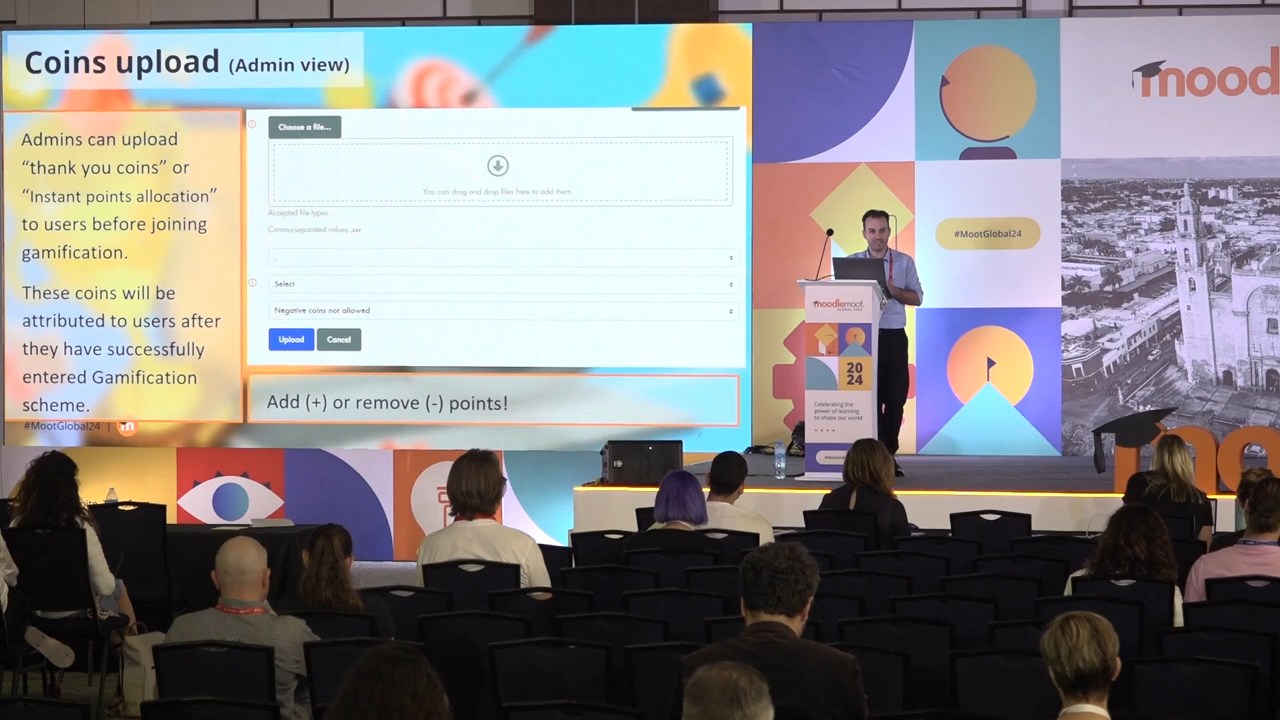 Coins upload (Admin view)
Admins can upload
“thank you coins” or
“Instant points allocation”
to users before joining
gamification.
These coins will be
attributed to users after
they have successfully
entered Gamification
scheme.
#MootGlobal24 |
Choose a file...
You can drag and drop files here to add them.
Accepted file types:
Comma-separated values .csv
,
Select
Negative coins not allowed
Upload Cancel
Add (+) or remove (-) points!
mood
#MootGlobal24
moodlemoot
GLOBAL 2024
20
24
Celebrating the
power of learning
to shape our world